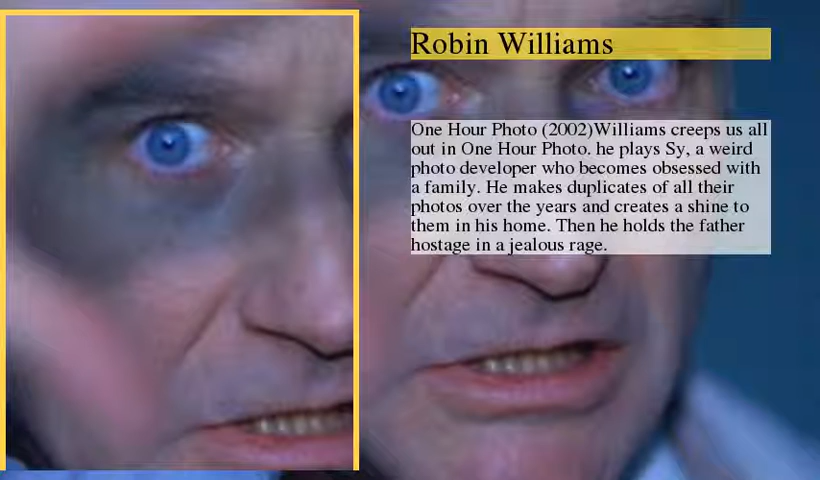 Robin Williams
One Hour Photo (2002)Williams creeps us all
out in One Hour Photo. he plays Sy, a weird
photo developer who becomes obsessed with
a family. He makes duplicates of all their
photos over the years and creates a shine to
them in his home. Then he holds the father
hostage in a jealous rage.